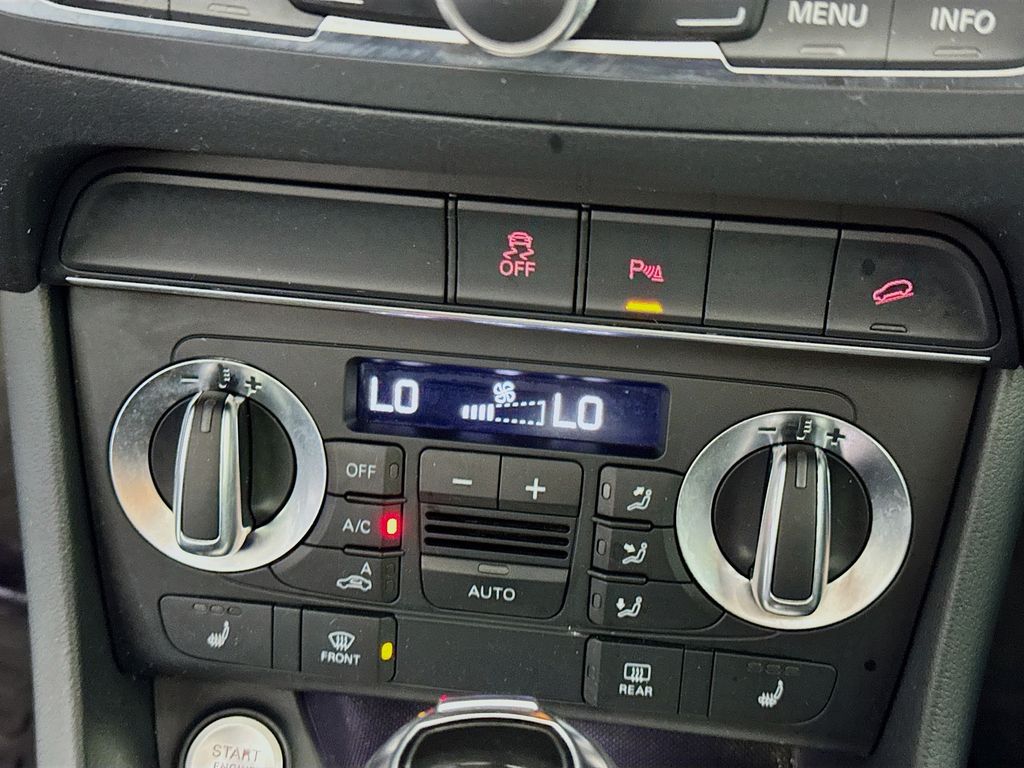 MENU
INFO
OFF
P
LO
LO
- +
- +
OFF
- +
A/C
A
AUTO
FRONT
REAR
START
ENGINE